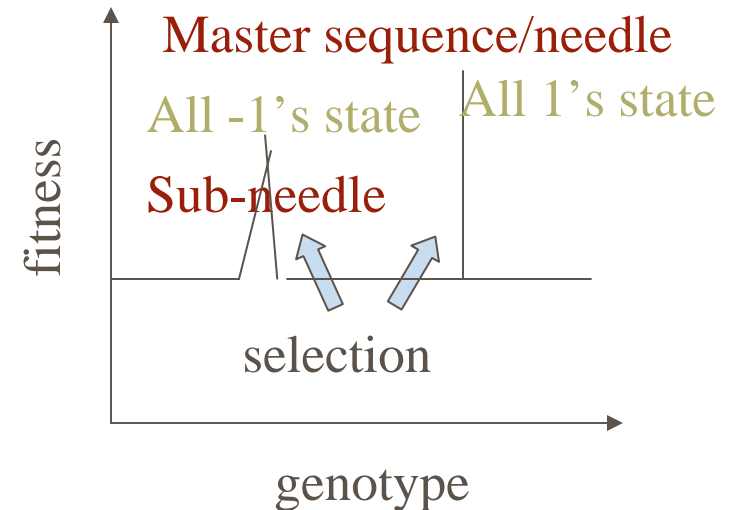 Master sequence/needle
All -1’s state
All 1’s state
Sub-needle
fitness
selection
genotype